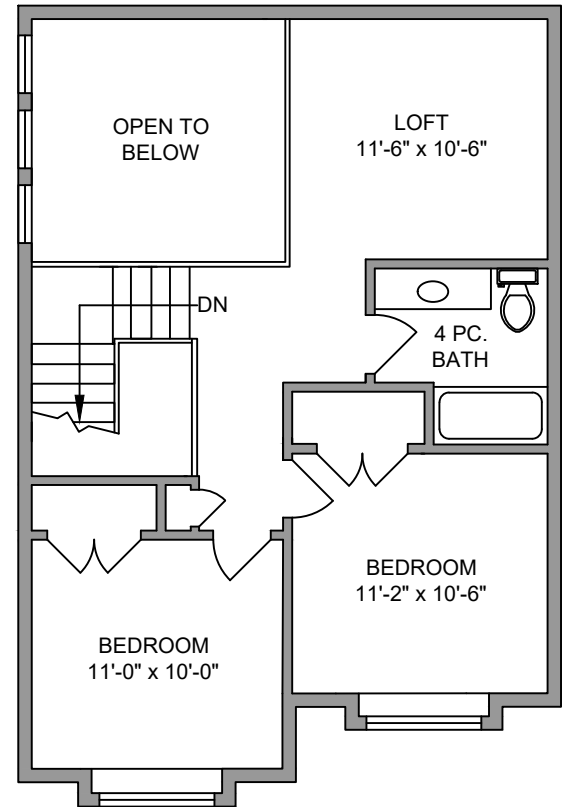 OPEN TO
BELOW
LOFT
11'-6" x 10'-6"
DN
4 PC.
BATH
BEDROOM
11'-2" x 10'-6"
BEDROOM
11'-0" x 10'-0"